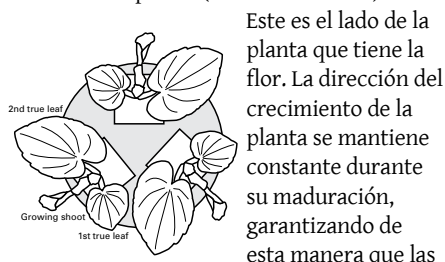 Este es el lado de la
planta que tiene la
flor. La dirección del
crecimiento de la
planta se mantiene
constante durante
su maduración,
garantizando de
esta manera que las
2nd true leaf
Growing shoot
1st true leaf